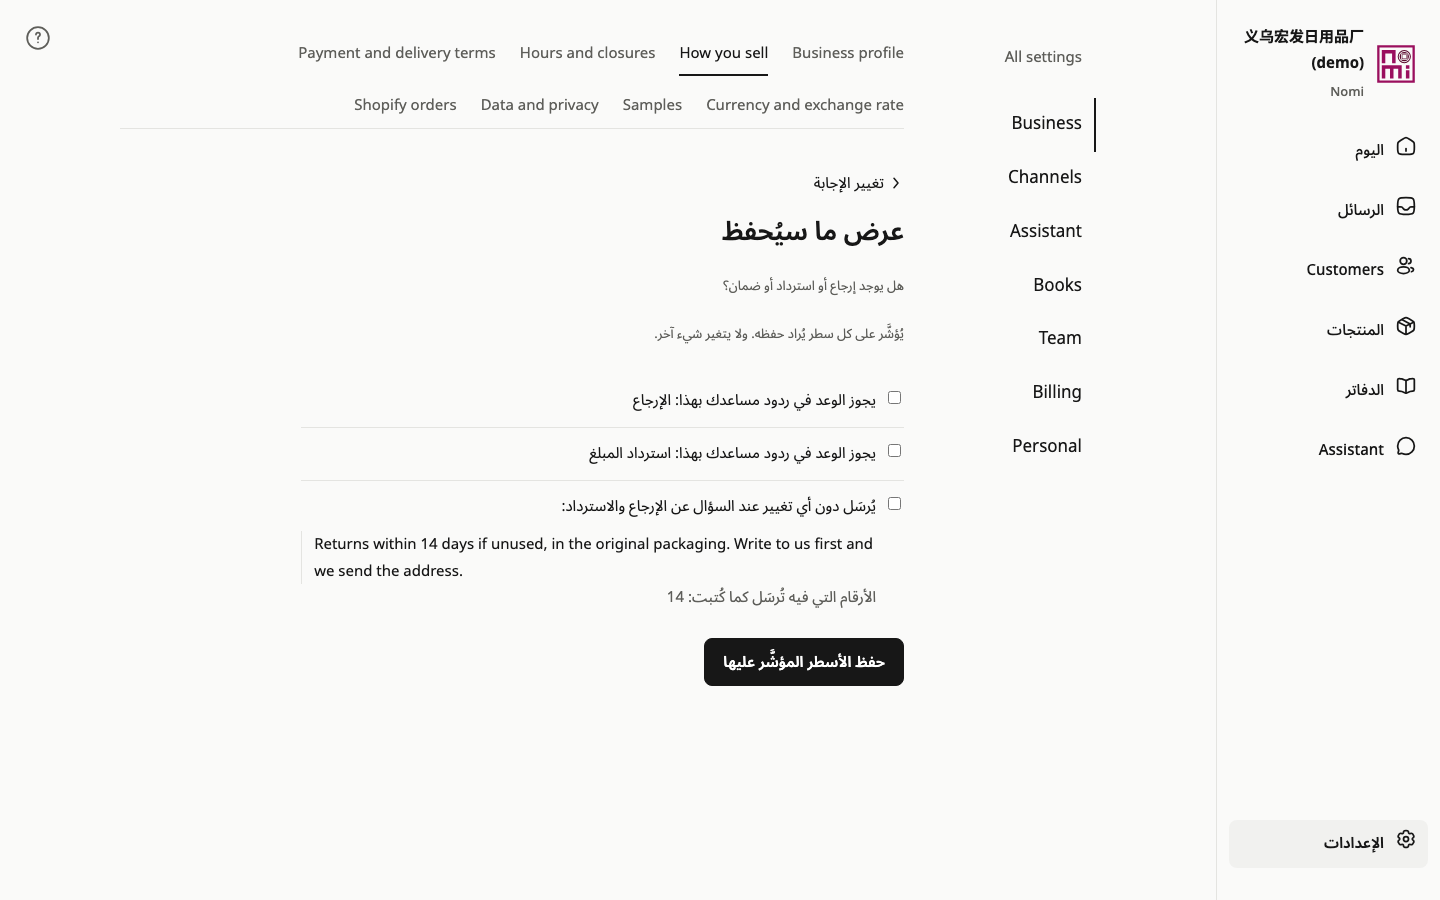 义乌宏发日用品厂
(demo)
Nomi
اليوم
الرسائل
Customers
المنتجات
الدفاتر
Assistant
الإعدادات
All settings
Business
Channels
Assistant
Books
Team
Billing
Personal
Business profile
How you sell
Hours and closures
Payment and delivery terms
Currency and exchange rate
Samples
Data and privacy
Shopify orders
تغيير الإجابة
عرض ما سيُحفظ
هل يوجد إرجاع أو استرداد أو ضمان؟
يُؤشَّر على كل سطر يُراد حفظه. ولا يتغير شيء آخر.
يجوز الوعد في ردود مساعدك بهذا: الإرجاع
يجوز الوعد في ردود مساعدك بهذا: استرداد المبلغ
يُرسَل دون أي تغيير عند السؤال عن الإرجاع والاسترداد:
Returns within 14 days if unused, in the original packaging. Write to us first and
we send the address.
الأرقام التي فيه تُرسَل كما كُتبت: 14
حفظ الأسطر المؤشَّر عليها